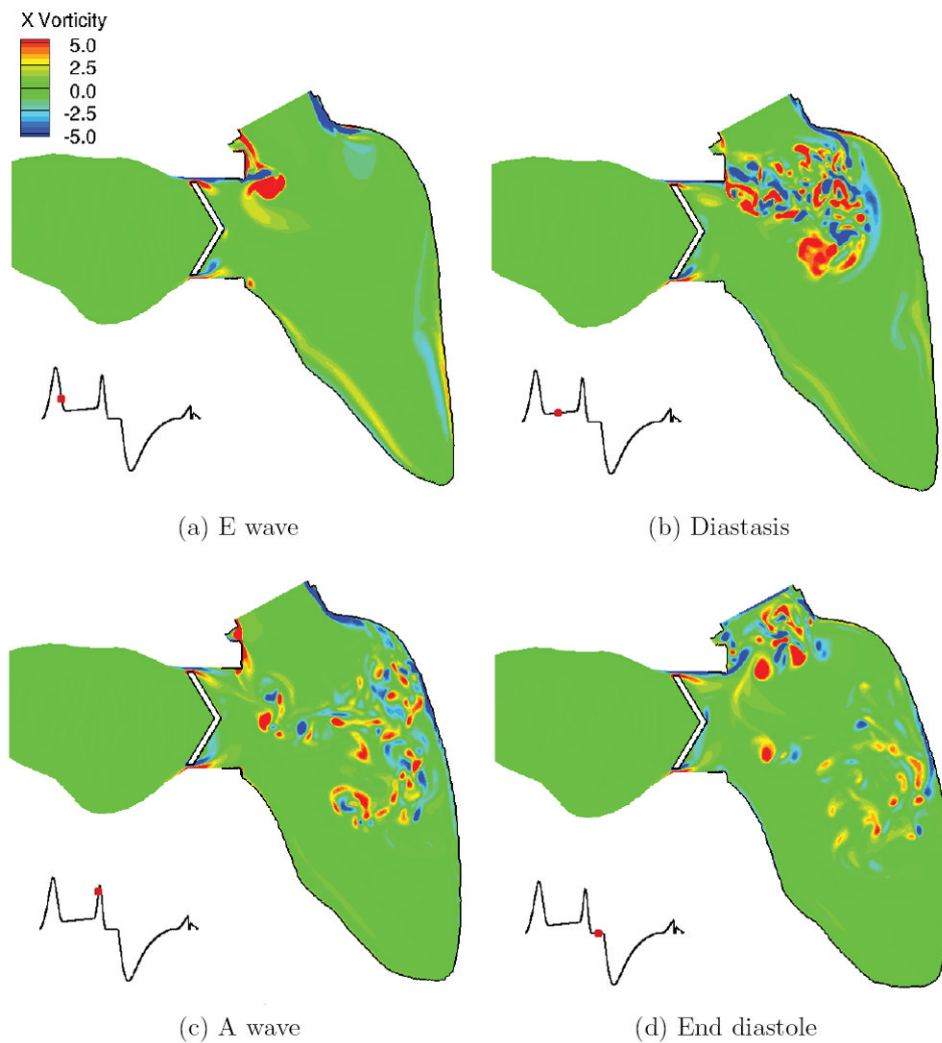 X Vorticity
5.0
2.5
0.0
-2.5
-5.0
(a) E wave
(b) Diastasis
(c) A wave
(d) End diastole